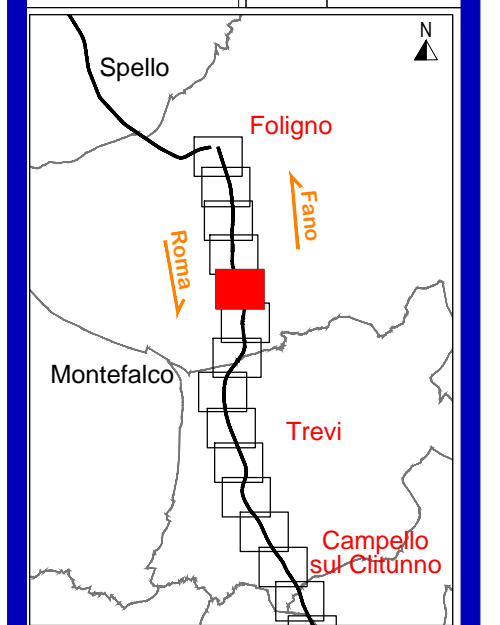 N
Spello
Foligno
Fano
Roma
Montefalco
Trevi
Campello
sul Clitunno